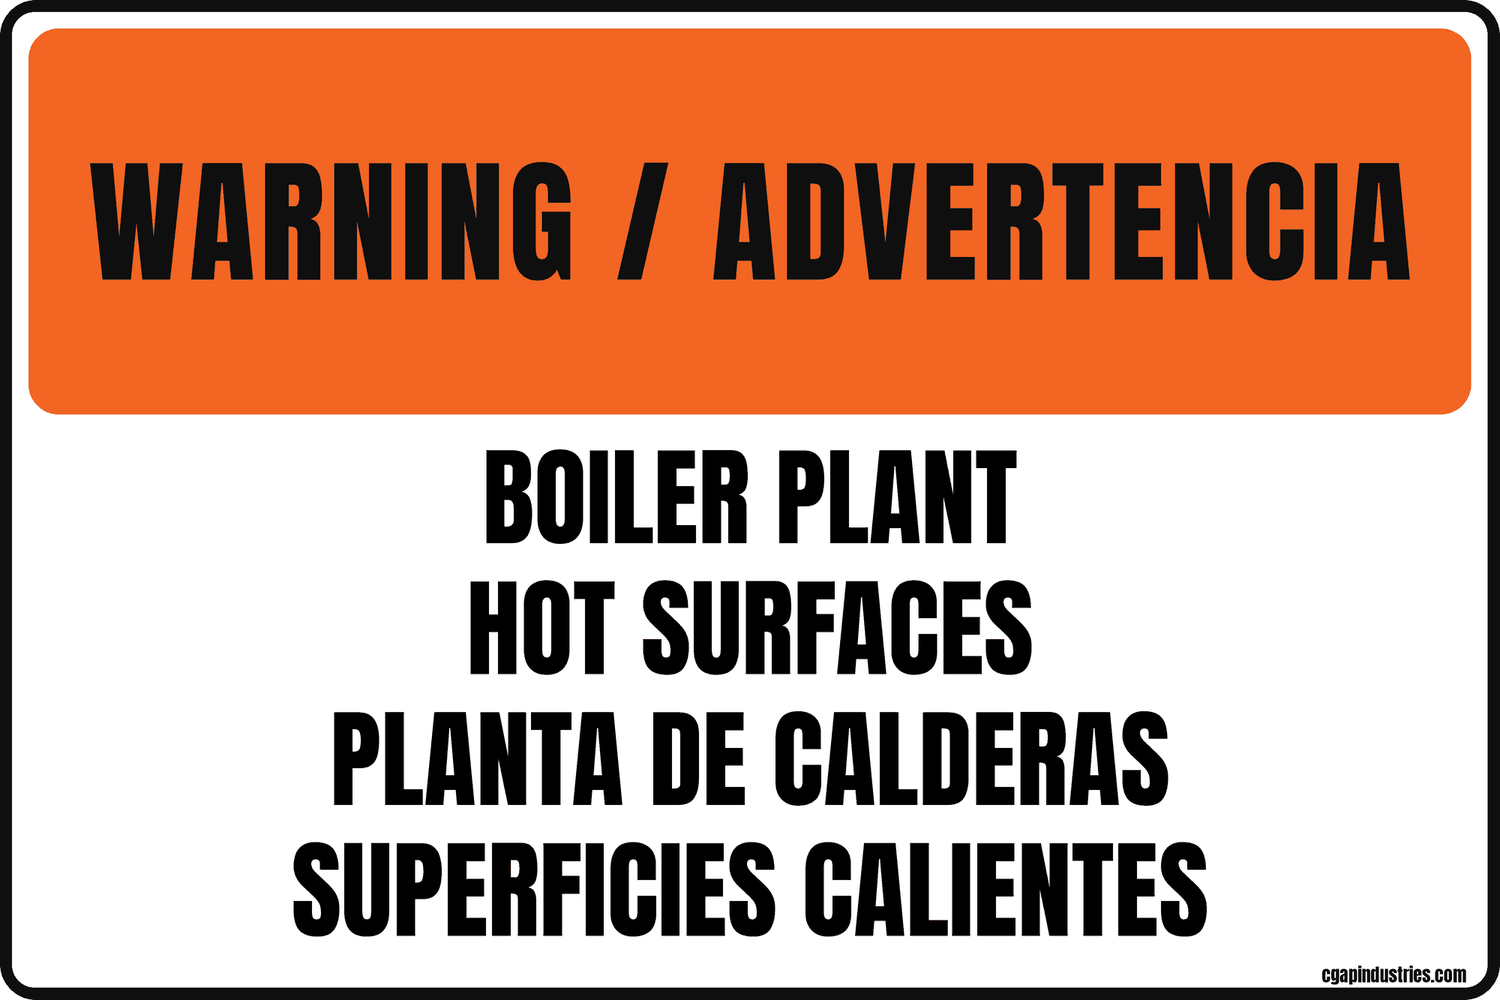 WARNING / ADVERTENCIA
BOILER PLANT
HOT SURFACES
PLANTA DE CALDERAS
SUPERFICIES CALIENTES
cgapindustries.com